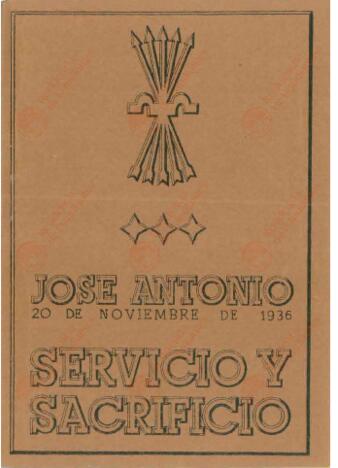 JOSE ANTONIO
20 DE NOVIEMBRE DE 1936
SERVICIO Y
SACRIFICIO